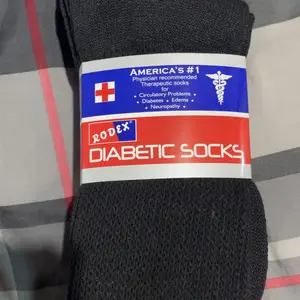 AMERICA'S #1
Physician recommended
Therapeutic socks
for
• Circulatory Problems •
• Diabetes • Edema •
• Neuropathy •
RODEX
DIABETIC SOCKS